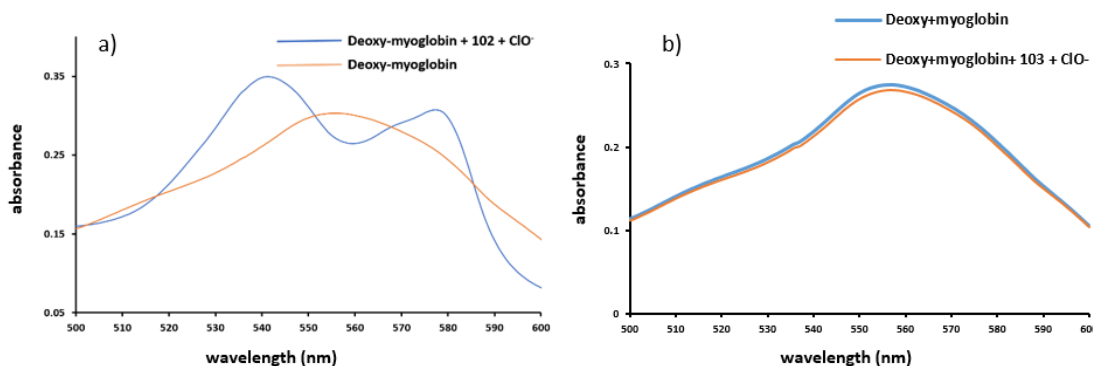 a)
Deoxy-myoglobin + 102 + ClO⁻
Deoxy-myoglobin
0.35
0.25
0.15
0.05
absorbance
500 510 520 530 540 550 560 570 580 590 600
wavelength (nm)
b)
Deoxy+myoglobin
Deoxy+myoglobin+ 103 + ClO-
0.3
0.2
0.1
0
absorbance
500 510 520 530 540 550 560 570 580 590 600
wavelength (nm)